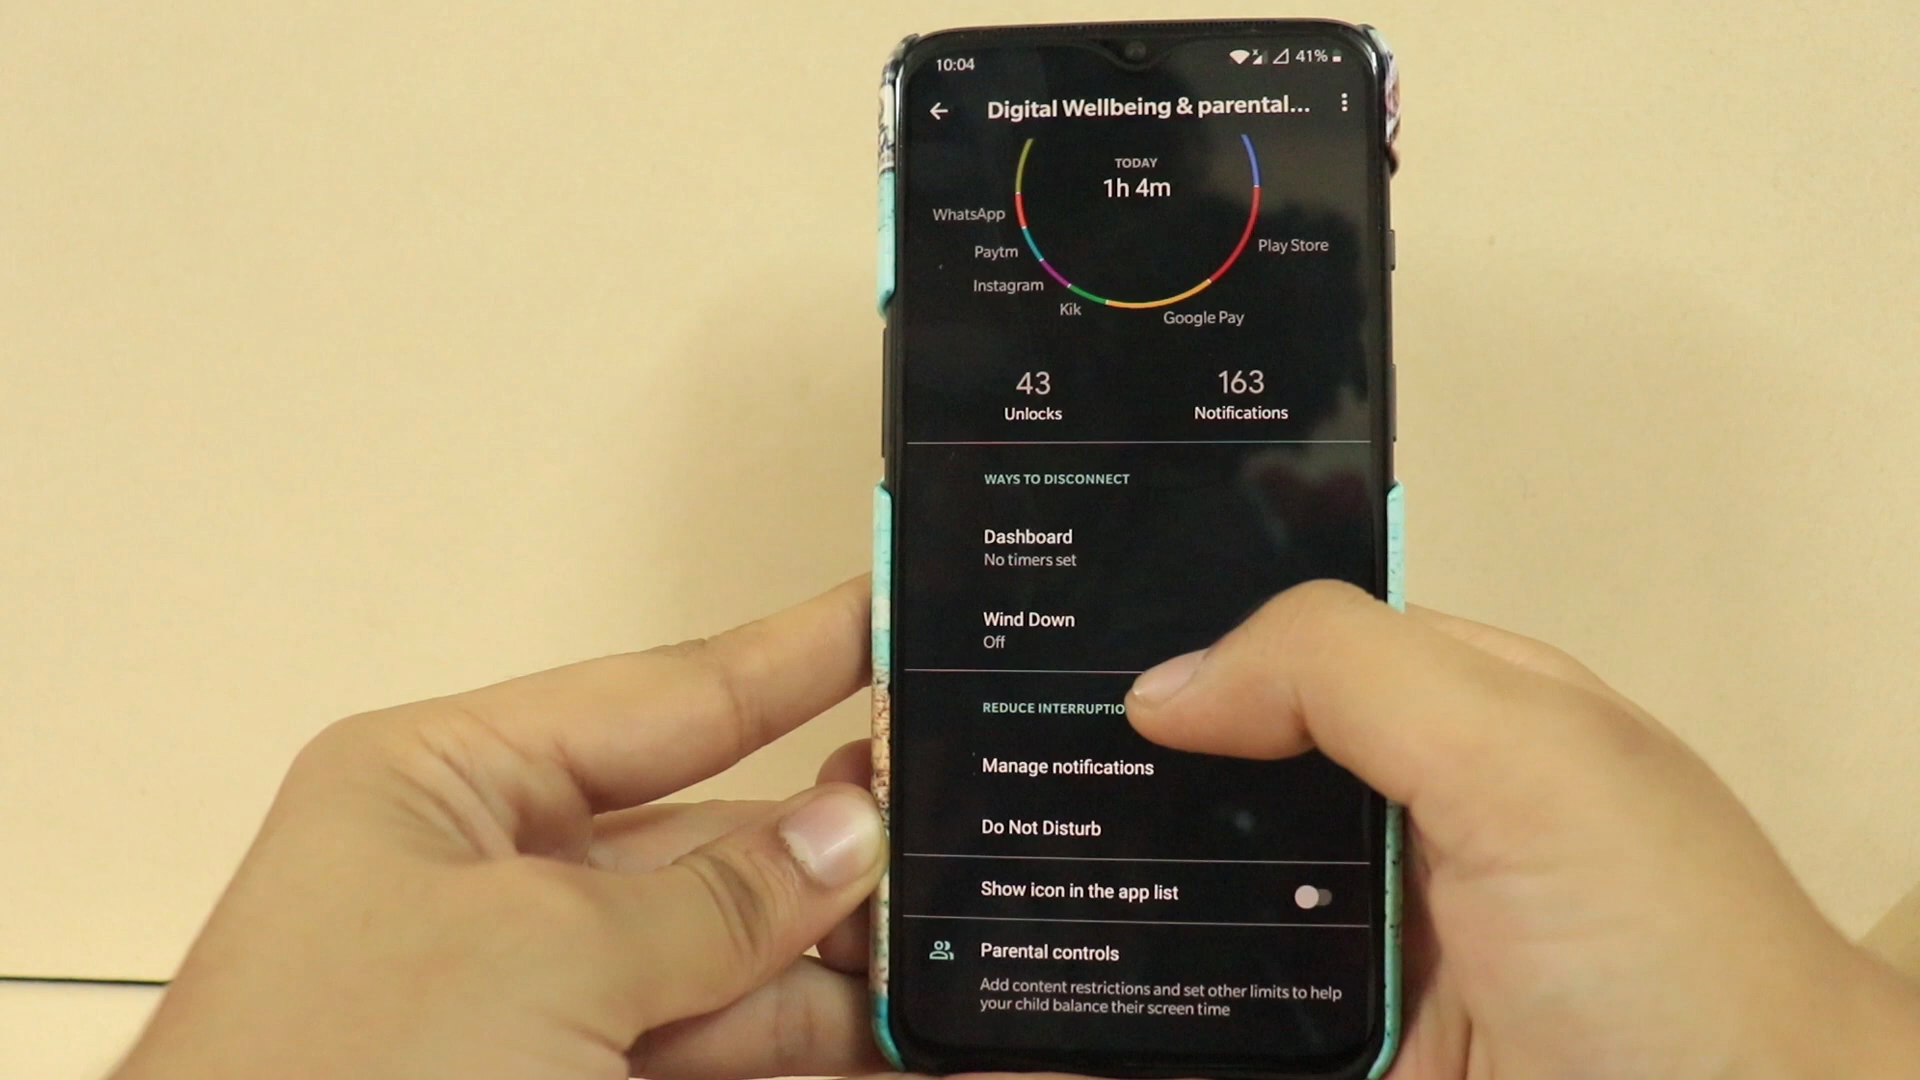 10:04
41%
Digital Wellbeing & parental...
TODAY
1h 4m
WhatsApp
Paytm
Play Store
Instagram
Kik
Google Pay
43
163
Unlocks
Notifications
WAYS TO DISCONNECT
Dashboard
No timers set
Wind Down
Off
REDUCE
Manage notifications
Do Not Disturb
Show icon in the app list
Parental controls
Add content restrictions and set other limits to help
your child balance their screen time